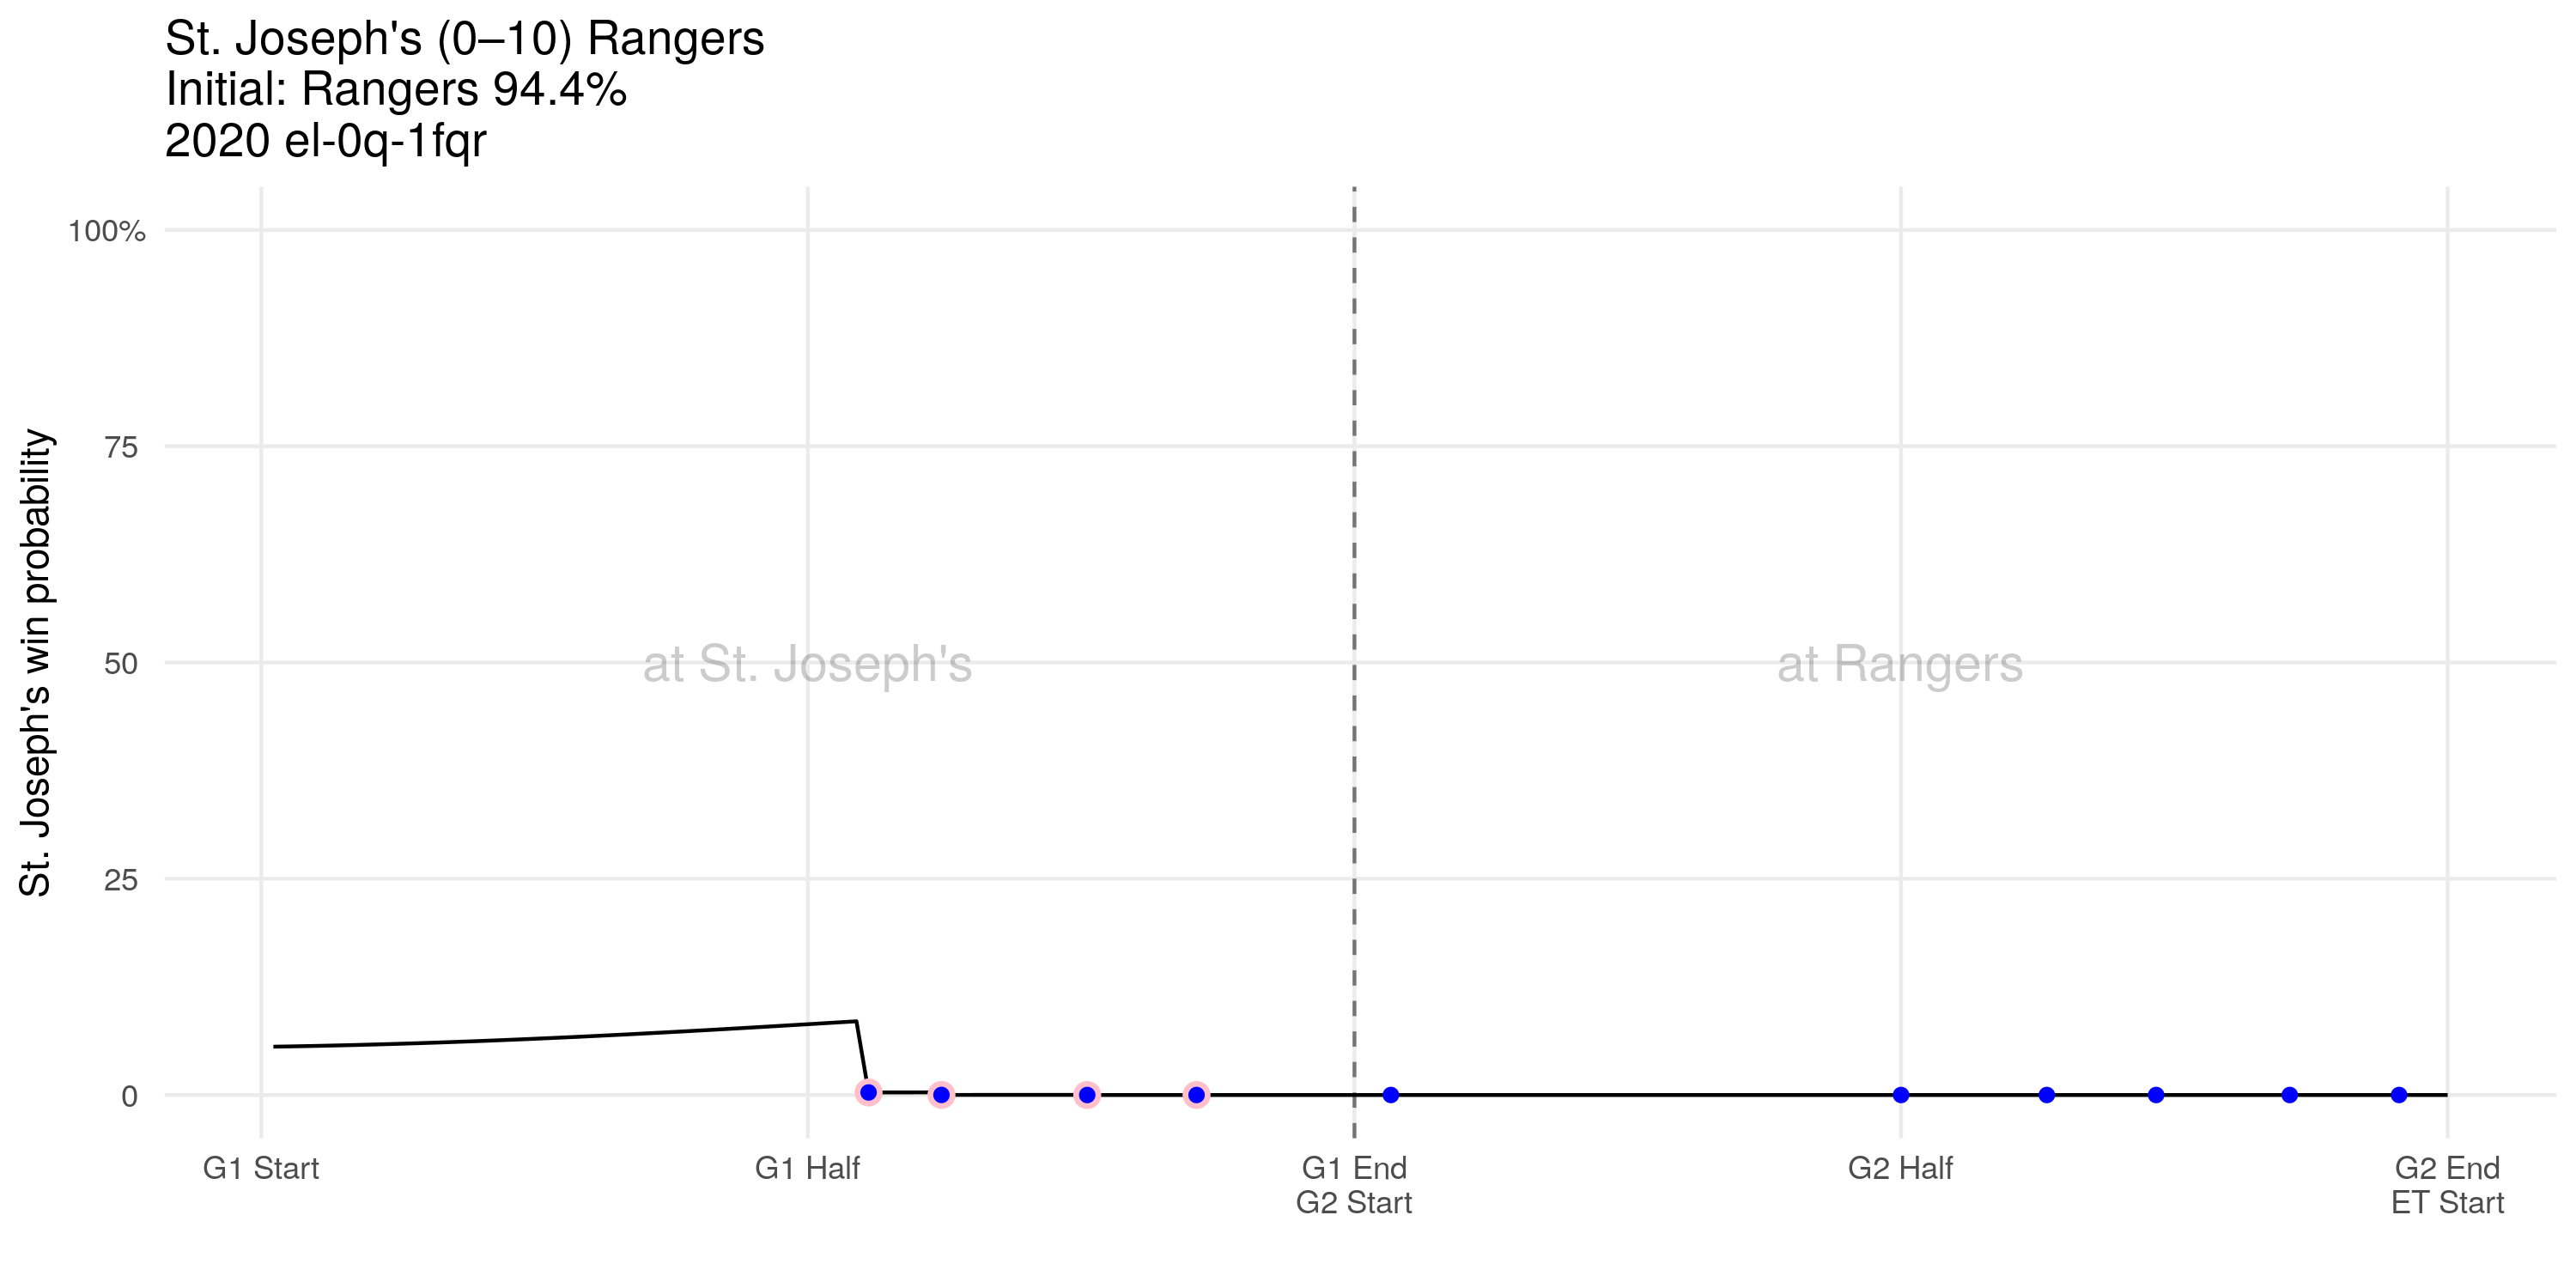 St. Joseph's (0–10) Rangers
Initial: Rangers 94.4%
2020 el-0q-1fqr
St. Joseph's win probability
100%
75
50
25
0
at St. Joseph's
at Rangers
G1 Start
G1 Half
G1 End
G2 Start
G2 Half
G2 End
ET Start